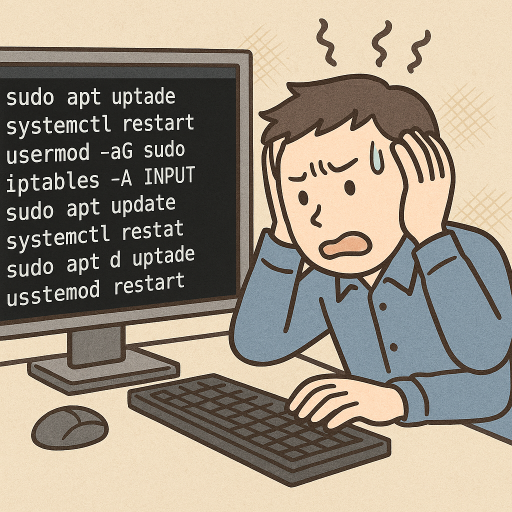 sudo apt uptade
systemctl restart
usermod -aG sudo
iptables -A INPUT
sudo apt update
systemctl restat
sudo apt d uptade
usstemod restart